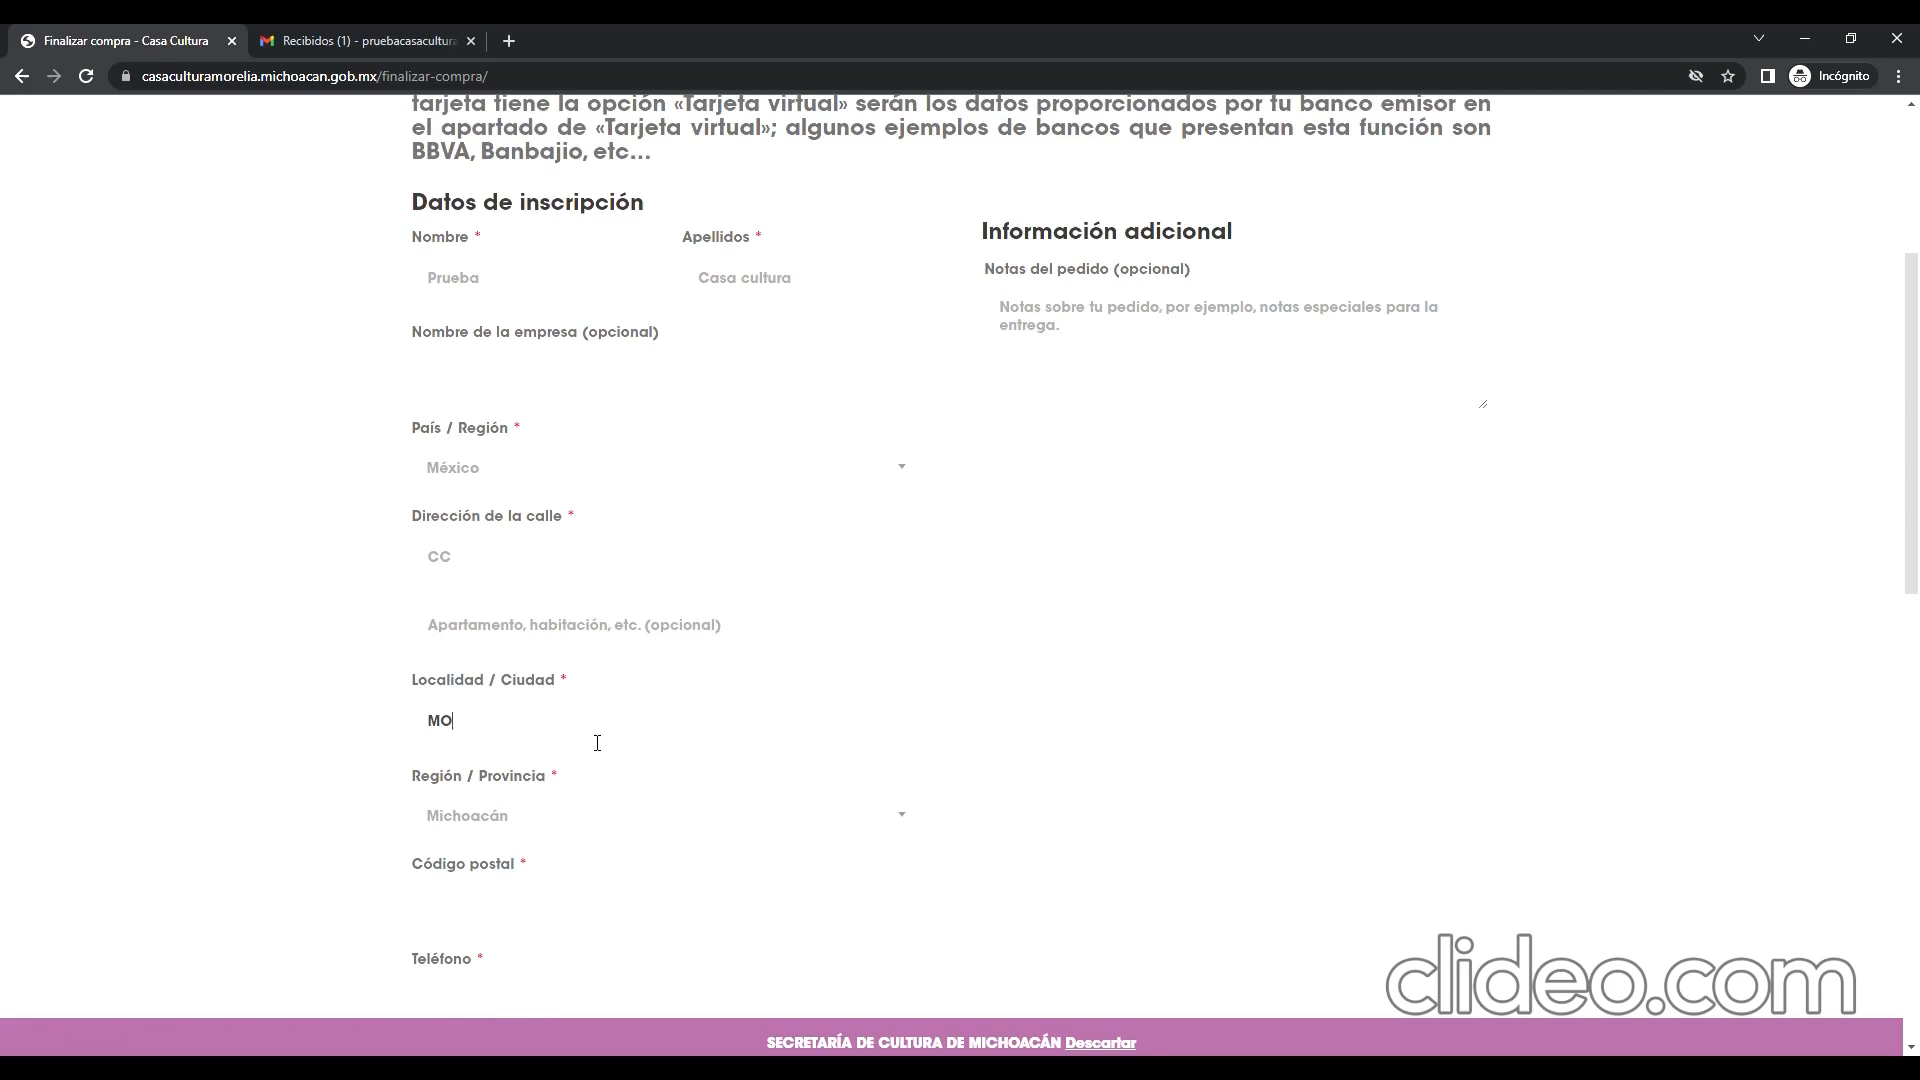 Finalizar compra - Casa Cultura
Recibidos (1) - pruebacasacultura
casaculturamorelia.michoacan.gob.mx/finalizar-compra/
Incógnito
tarjeta tiene la opción «Tarjeta virtual» serán los datos proporcionados por tu banco emisor en
el apartado de «Tarjeta virtual»; algunos ejemplos de bancos que presentan esta función son
BBVA, Banbajio, etc...
Datos de inscripción
Nombre *
Apellidos *
Prueba
Casa cultura
Nombre de la empresa (opcional)
País / Región *
México
Dirección de la calle *
CC
Apartamento, habitación, etc. (opcional)
Localidad / Ciudad *
MO
Región / Provincia *
Michoacán
Código postal *
Teléfono *
Información adicional
Notas del pedido (opcional)
Notas sobre tu pedido, por ejemplo, notas especiales para la
entrega.
clideo.com
SECRETARÍA DE CULTURA DE MICHOACÁN Descartar